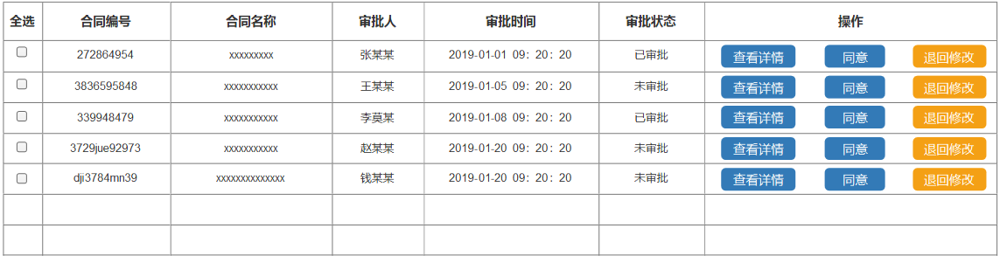 全选 合同编号 合同名称 审批人 审批时间 审批状态 操作
272864954 xxxxxxxxx 张某某 2019-01-01 09：20：20 已审批 查看详情 同意 退回修改
3836595848 xxxxxxxxxxx 王某某 2019-01-05 09：20：20 未审批 查看详情 同意 退回修改
339948479 xxxxxxxxxxx 李莫某 2019-01-08 09：20：20 已审批 查看详情 同意 退回修改
3729jue92973 xxxxxxxxxxx 赵某某 2019-01-20 09：20：20 未审批 查看详情 同意 退回修改
dji3784mn39 xxxxxxxxxxxxxx 钱某某 2019-01-20 09：20：20 未审批 查看详情 同意 退回修改